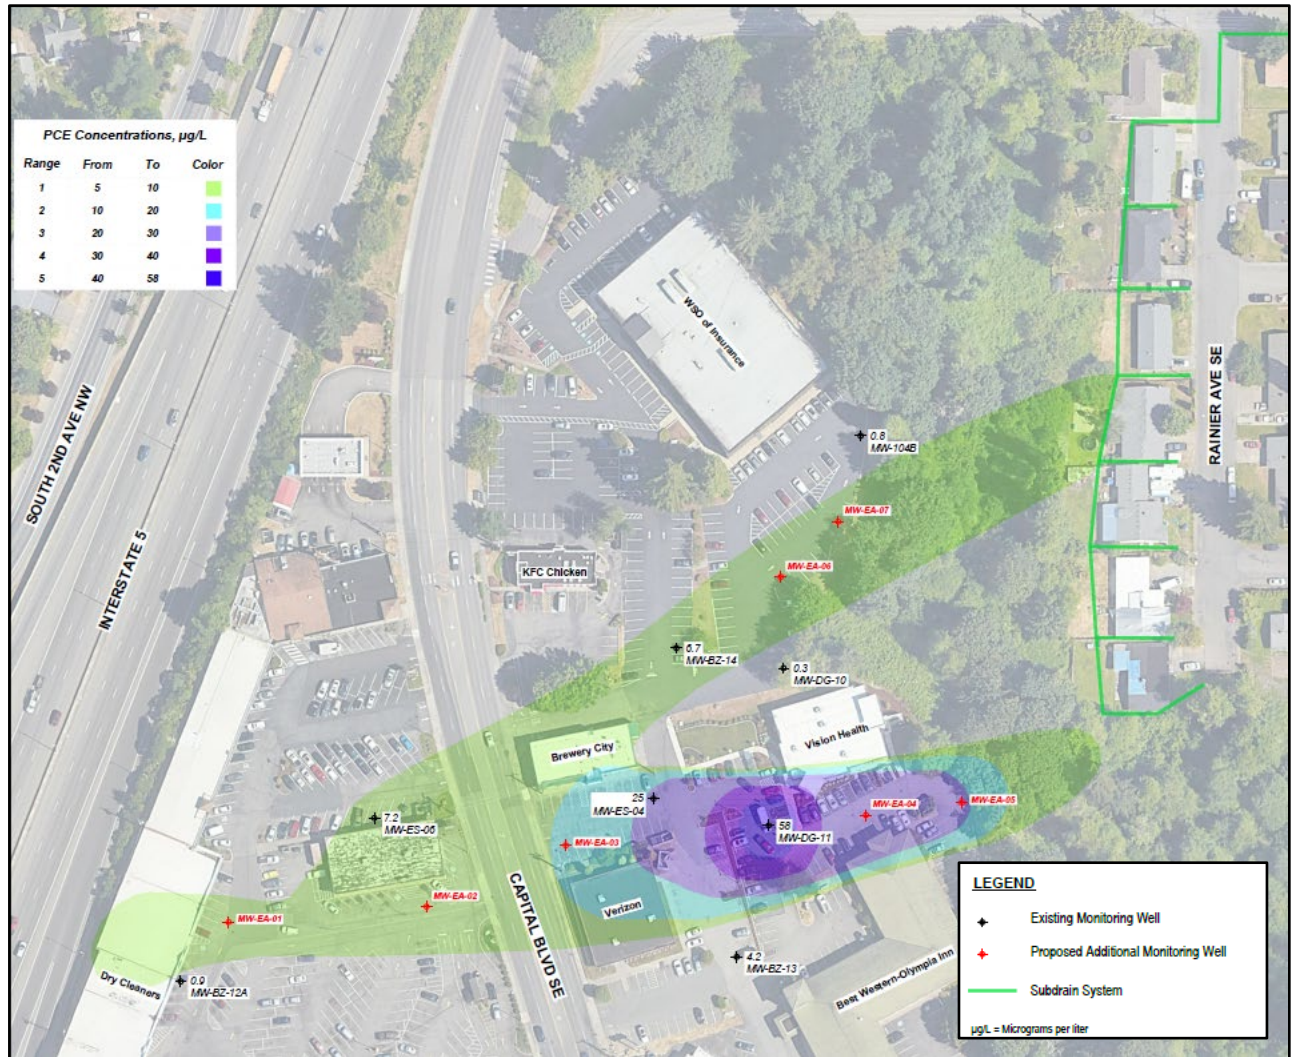 PCE Concentrations, µg/L
Range From To Color
1 5 10
2 10 20
3 20 30
4 30 40
5 40 58
SOUTH 2ND AVE NW
INTERSTATE 5
CAPITAL BLVD SE
RAINIER AVE SE
WSO of Insurance
KFC Chicken
Brewery City
Vision Health
Verizon
Best Western-Olympia Inn
Dry Cleaners
0.8
MW-104B
MW-EA-07
MW-EA-06
6.7
MW-BZ-14
0.3
MW-DG-10
25
MW-ES-04
7.2
MW-ES-06
58
MW-DG-11
MW-EA-04
MW-EA-05
MW-EA-03
MW-EA-02
MW-EA-01
0.9
MW-BZ-12A
4.2
MW-BZ-13
LEGEND
Existing Monitoring Well
Proposed Additional Monitoring Well
Subdrain System
µg/L = Micrograms per liter